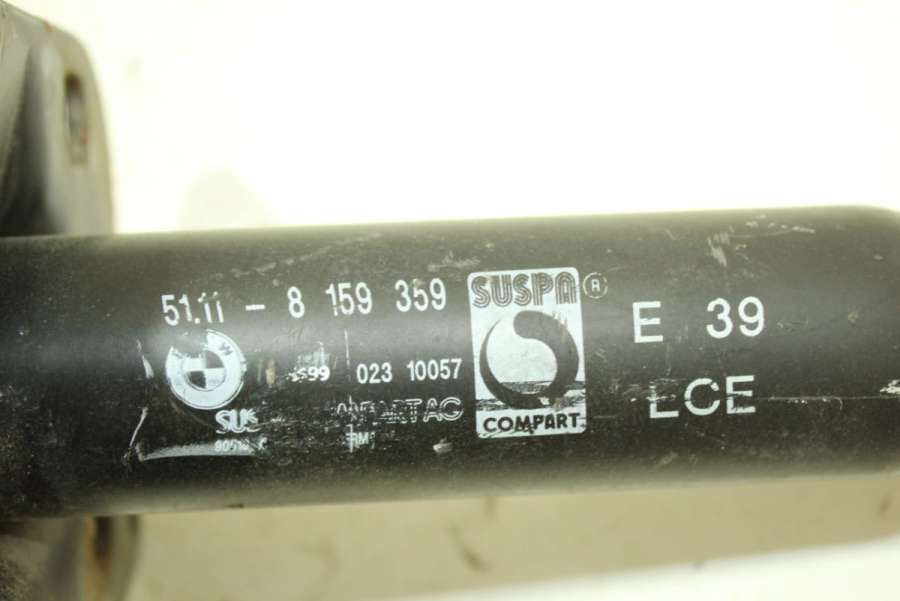 51.11 - 8 159 359
023 10057
SUSPA ®
COMPART
E 39
LCE